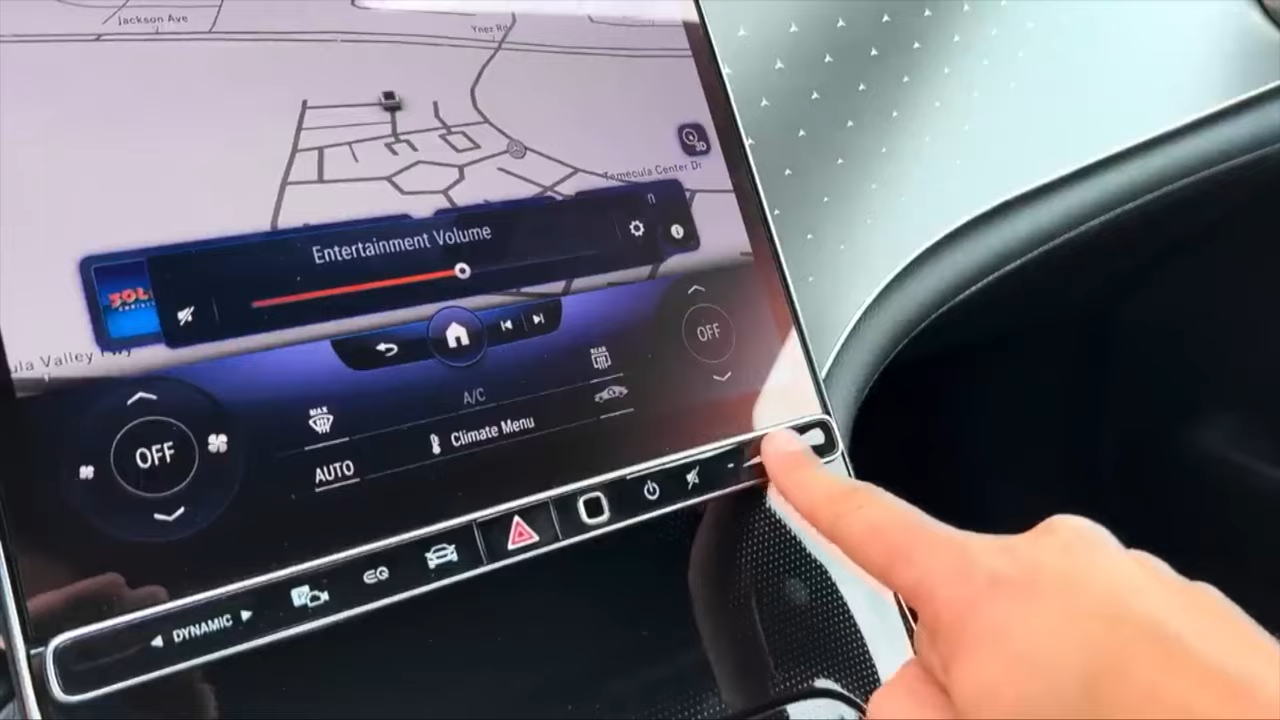 Jackson Ave
Ynez Rd
3D
Temecula Center Dr
n
Entertainment Volume
ula Valley
OFF
A/C
REAR
OFF
MAX
Climate Menu
AUTO
DYNAMIC
EQ
P